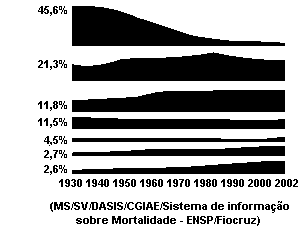 45,6%
21,3%
11,8%
11,5%
4,5%
2,7%
2,6%
1930 1940 1950 1960 1970 1980 1990 2002
(MS/SV/DASIS/CGIAE/Sistema de informação
sobre Mortalidade - ENSP/Fiocruz)